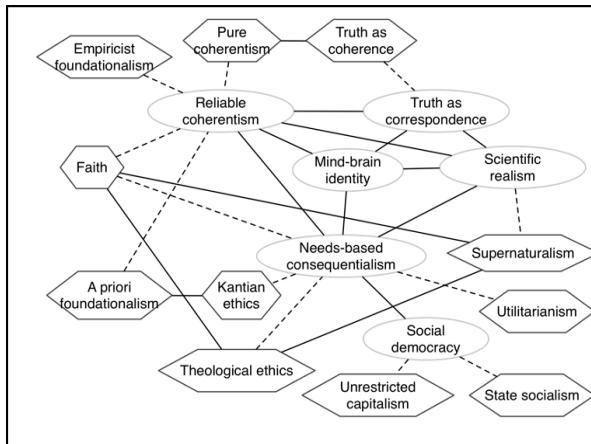 Pure
coherentism
Truth as
coherence
Empiricist
foundationalism
Reliable
coherentism
Truth as
correspondence
Faith
Mind-brain
identity
Scientific
realism
Needs-based
consequentialism
Supernaturalism
A priori
foundationalism
Kantian
ethics
Utilitarianism
Social
democracy
Theological ethics
Unrestricted
capitalism
State socialism